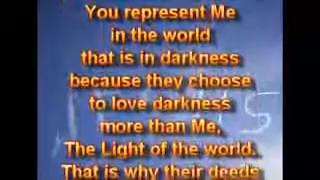 You represent Me
in the world
that is in darkness
because they choose
to love darkness
more than Me,
The Light of the world.
That is why their deeds